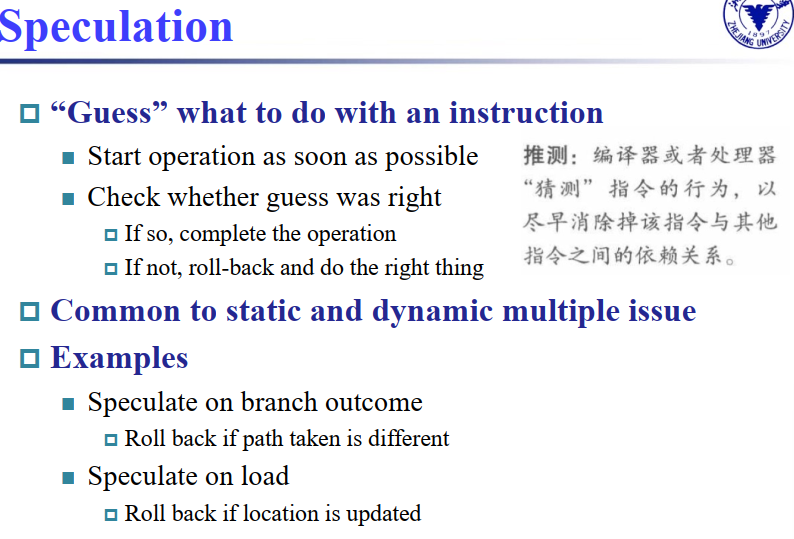 Speculation
“Guess” what to do with an instruction
Start operation as soon as possible
Check whether guess was right
If so, complete the operation
If not, roll-back and do the right thing
推测：编译器或者处理器
“猜测”指令的行为，以
尽早消除掉该指令与其他
指令之间的依赖关系。
Common to static and dynamic multiple issue
Examples
Speculate on branch outcome
Roll back if path taken is different
Speculate on load
Roll back if location is updated
1897
ZHEJIANG UNIVERSITY